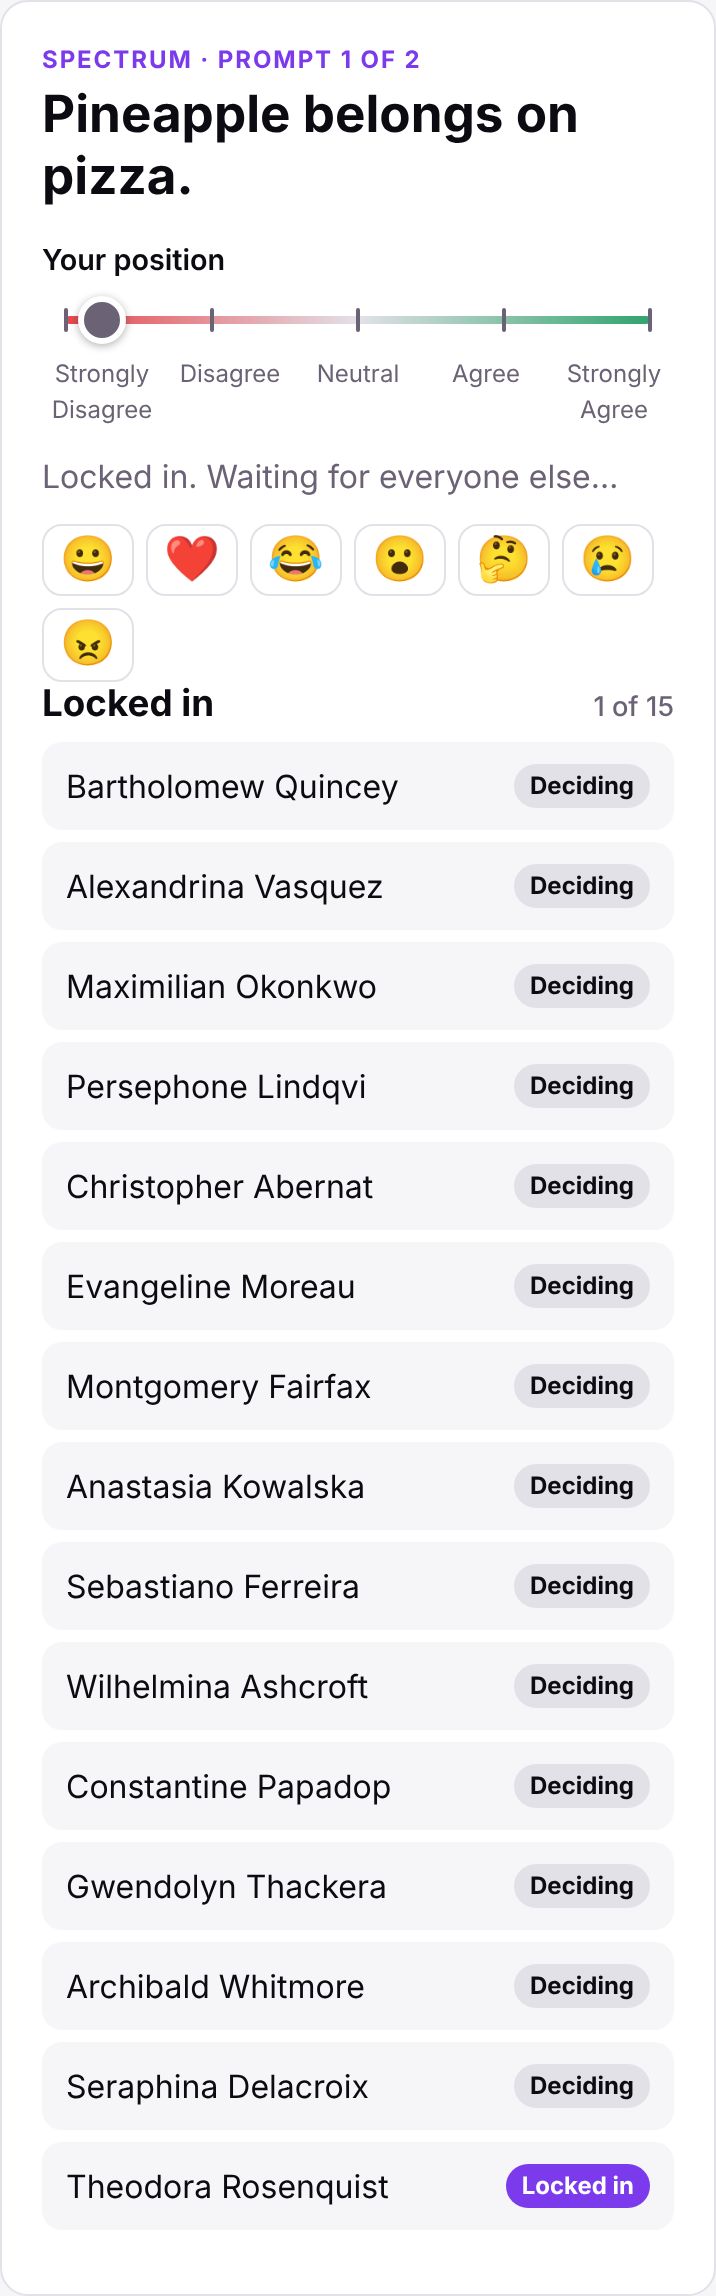 SPECTRUM · PROMPT 1 OF 2
Pineapple belongs on
pizza.
Your position
Strongly Disagree
Disagree
Neutral
Agree
Strongly Agree
Locked in. Waiting for everyone else...
Locked in 1 of 15
Bartholomew Quincey Deciding
Alexandrina Vasquez Deciding
Maximilian Okonkwo Deciding
Persephone Lindqvi Deciding
Christopher Abernat Deciding
Evangeline Moreau Deciding
Montgomery Fairfax Deciding
Anastasia Kowalska Deciding
Sebastiano Ferreira Deciding
Wilhelmina Ashcroft Deciding
Constantine Papadop Deciding
Gwendolyn Thackera Deciding
Archibald Whitmore Deciding
Seraphina Delacroix Deciding
Theodora Rosenquist Locked in